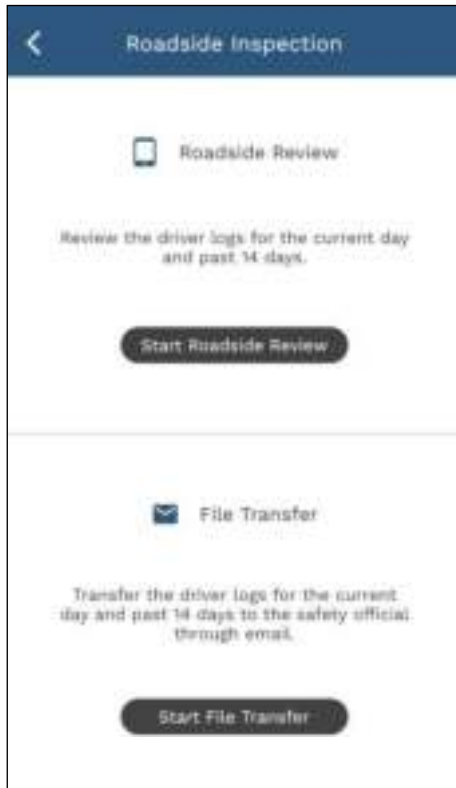 Roadside Inspection
Roadside Review
Review the driver logs for the current day
and past 14 days.
Start Roadside Review
File Transfer
Transfer the driver logs for the current
day and past 14 days to the safety official
through email.
Start File Transfer